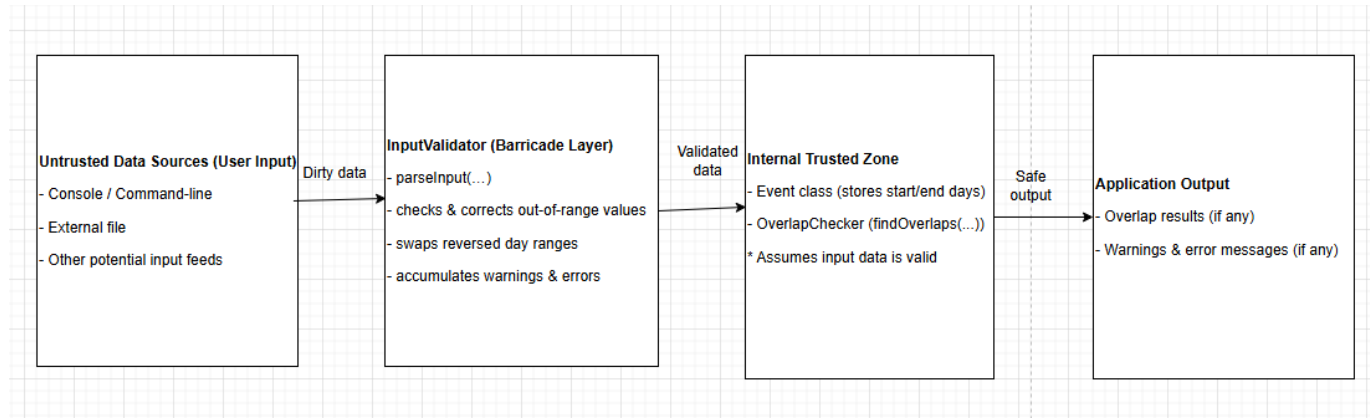 Untrusted Data Sources (User Input)
- Console / Command-line
- External file
- Other potential input feeds
Dirty data
InputValidator (Barricade Layer)
- parseInput(...)
- checks & corrects out-of-range values
- swaps reversed day ranges
- accumulates warnings & errors
Validated
data
Internal Trusted Zone
- Event class (stores start/end days)
- OverlapChecker (findOverlaps(...))
* Assumes input data is valid
Safe
output
Application Output
- Overlap results (if any)
- Warnings & error messages (if any)